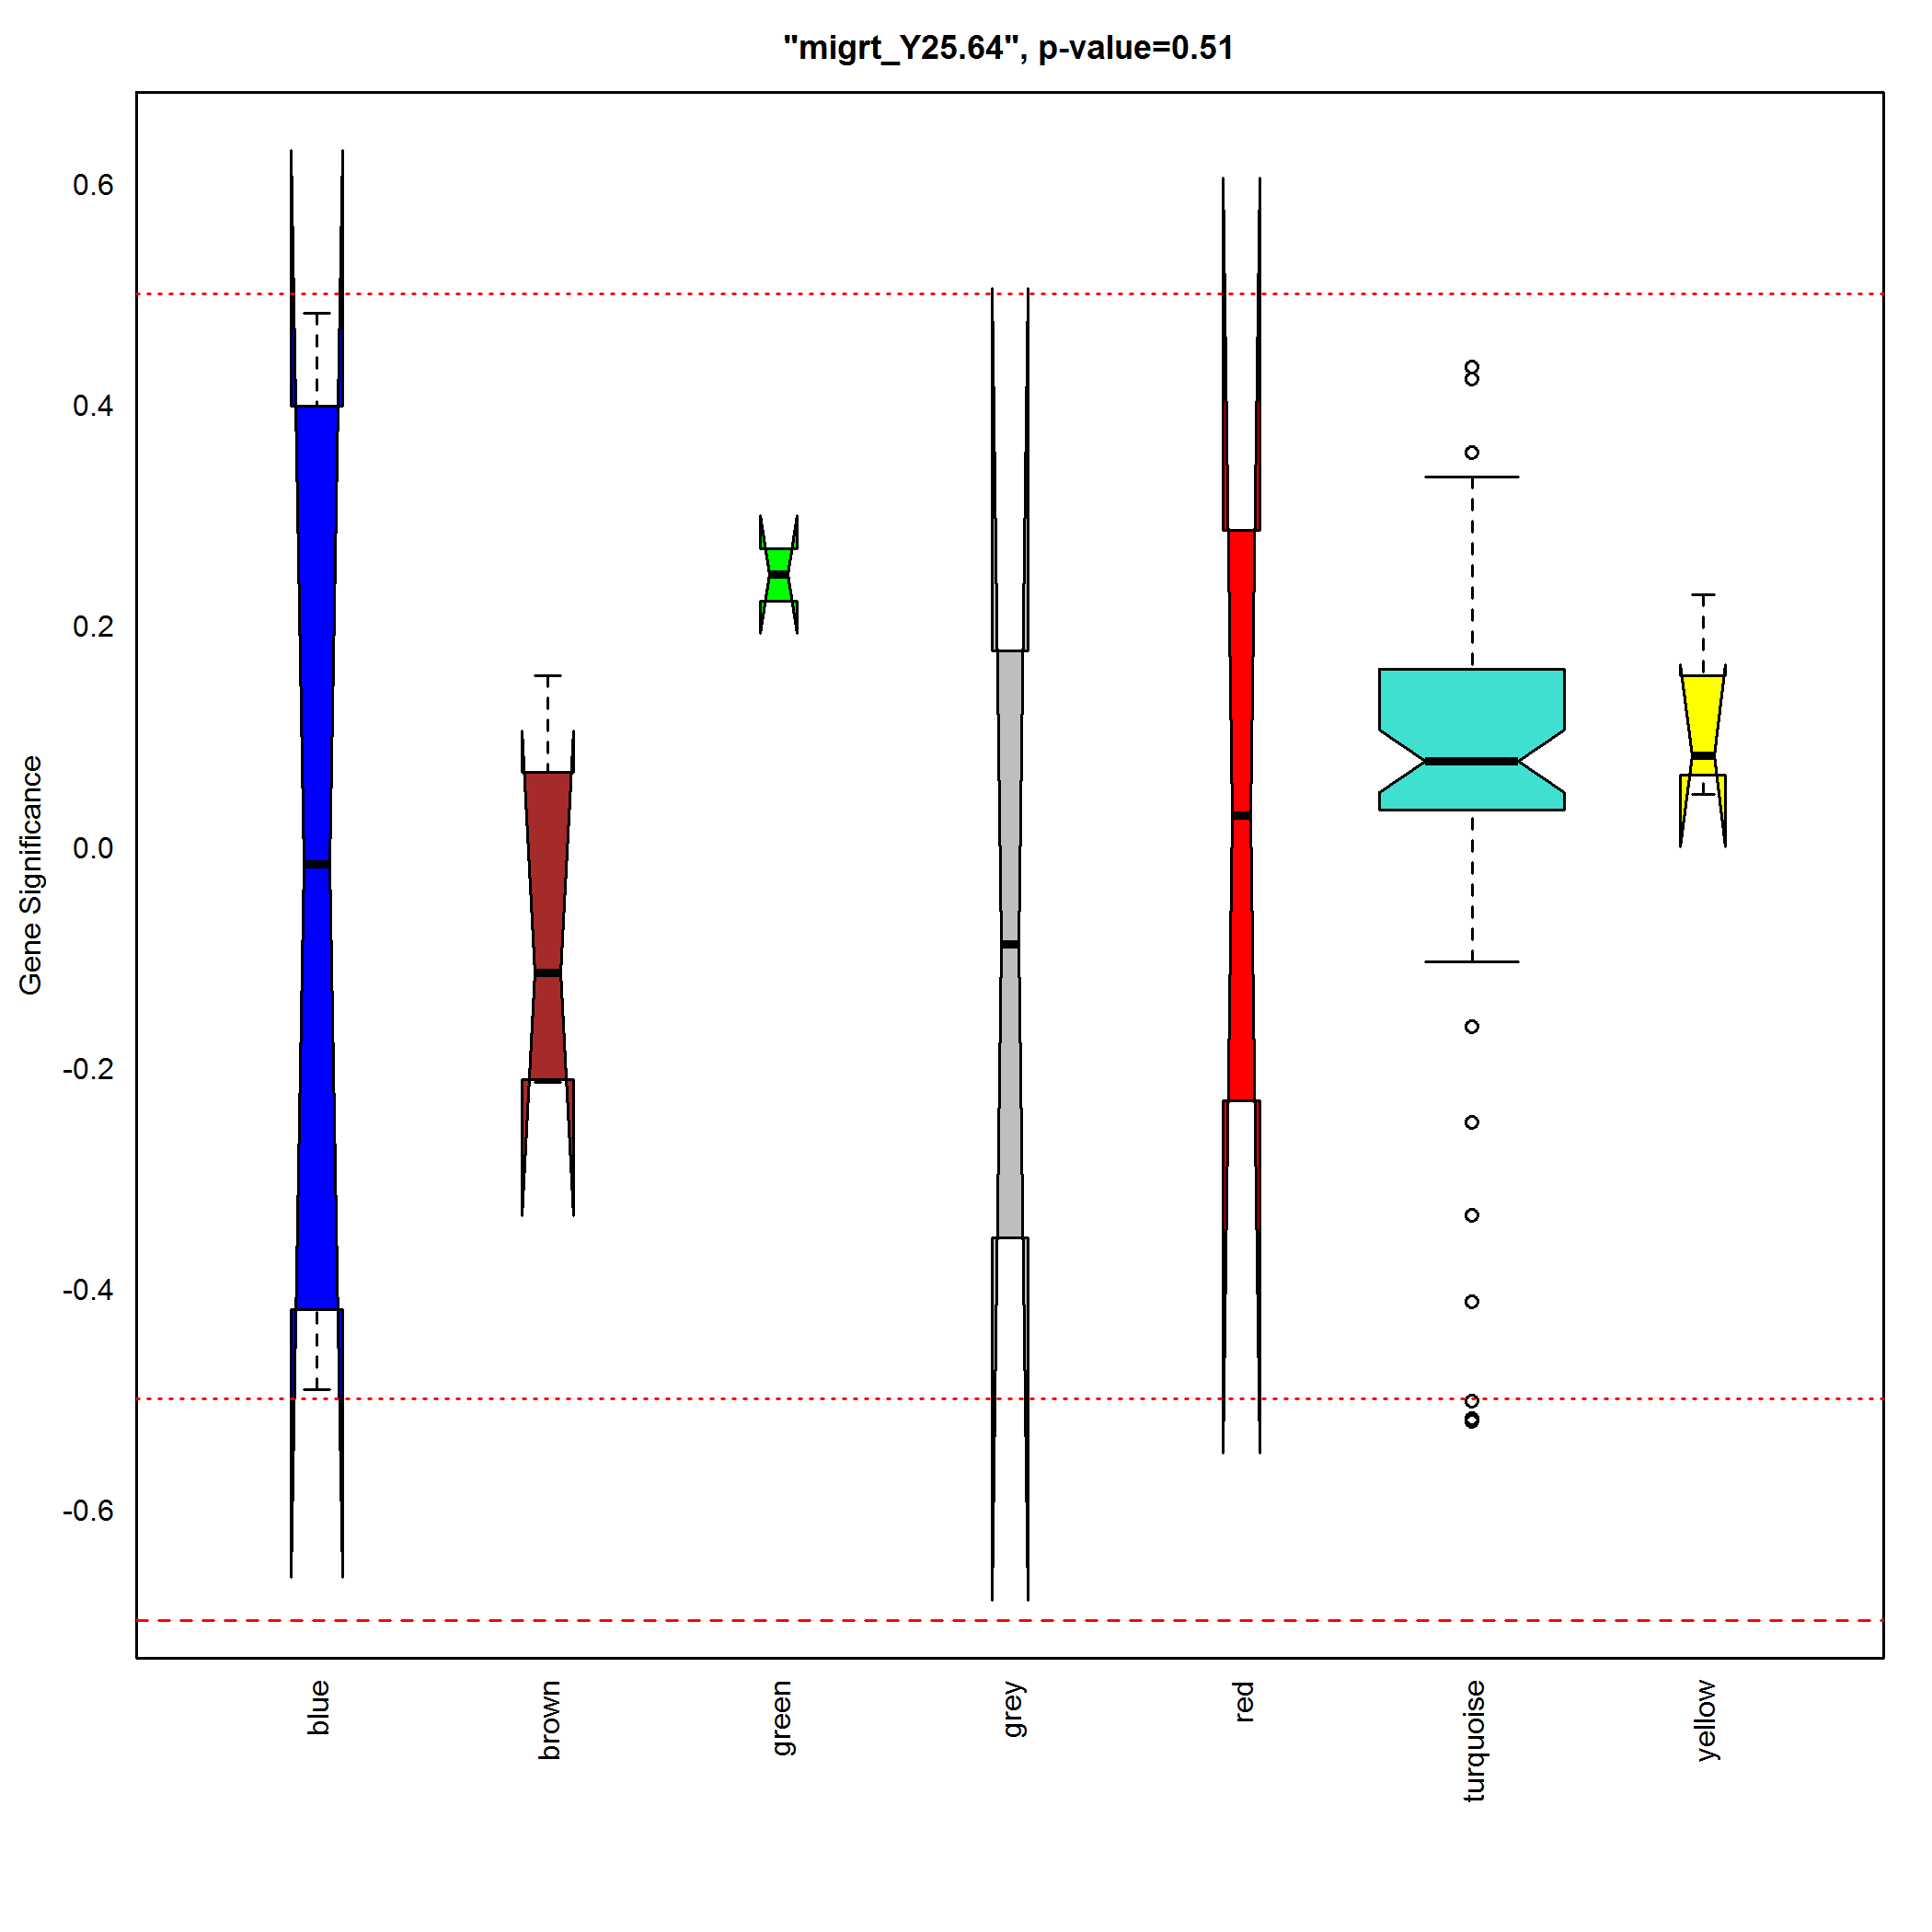 "migrt_Y25.64", p-value=0.51
Gene Significance
0.6
0.4
0.2
0.0
-0.2
-0.4
-0.6
blue
brown
green
grey
red
turquoise
yellow